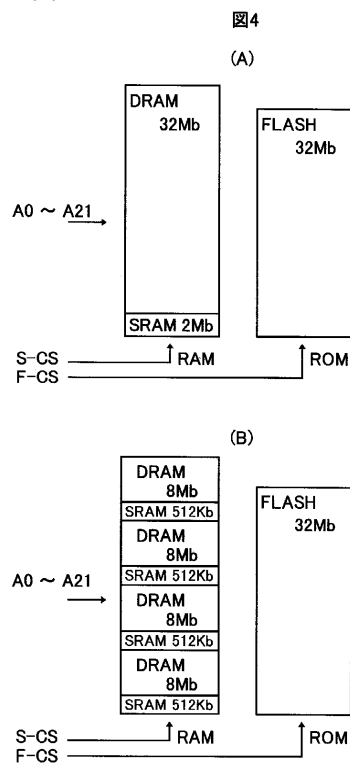 図4
(A)
DRAM
32Mb
FLASH
32Mb
A0 ～ A21
SRAM 2Mb
S-CS
RAM
ROM
F-CS
(B)
DRAM
8Mb
SRAM 512Kb
DRAM
8Mb
SRAM 512Kb
DRAM
8Mb
SRAM 512Kb
DRAM
8Mb
SRAM 512Kb
FLASH
32Mb
A0 ～ A21
S-CS
RAM
ROM
F-CS